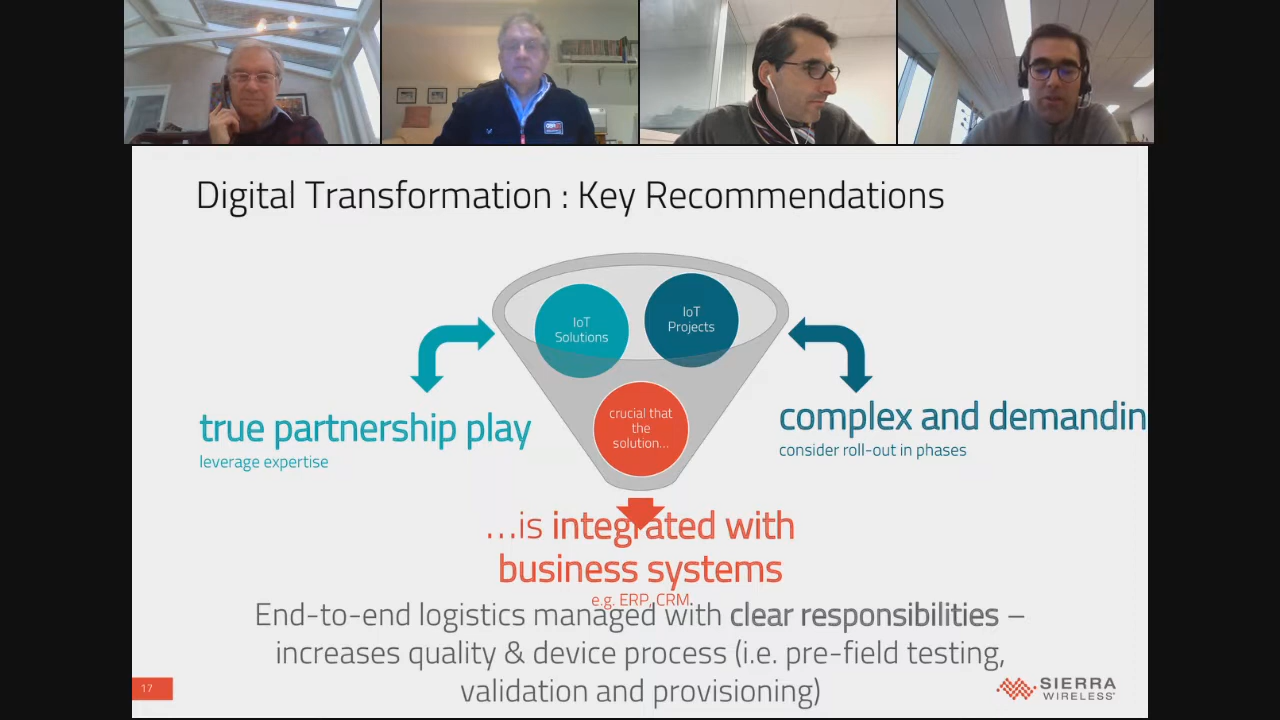 Digital Transformation : Key Recommendations
IoT
Solutions
IoT
Projects
crucial that
the
solution...
true partnership play
leverage expertise
complex and demandin
consider roll-out in phases
...is integrated with
business systems
e.g. ERP, CRM.
End-to-end logistics managed with clear responsibilities –
increases quality & device process (i.e. pre-field testing,
validation and provisioning)
17
SIERRA
WIRELESS